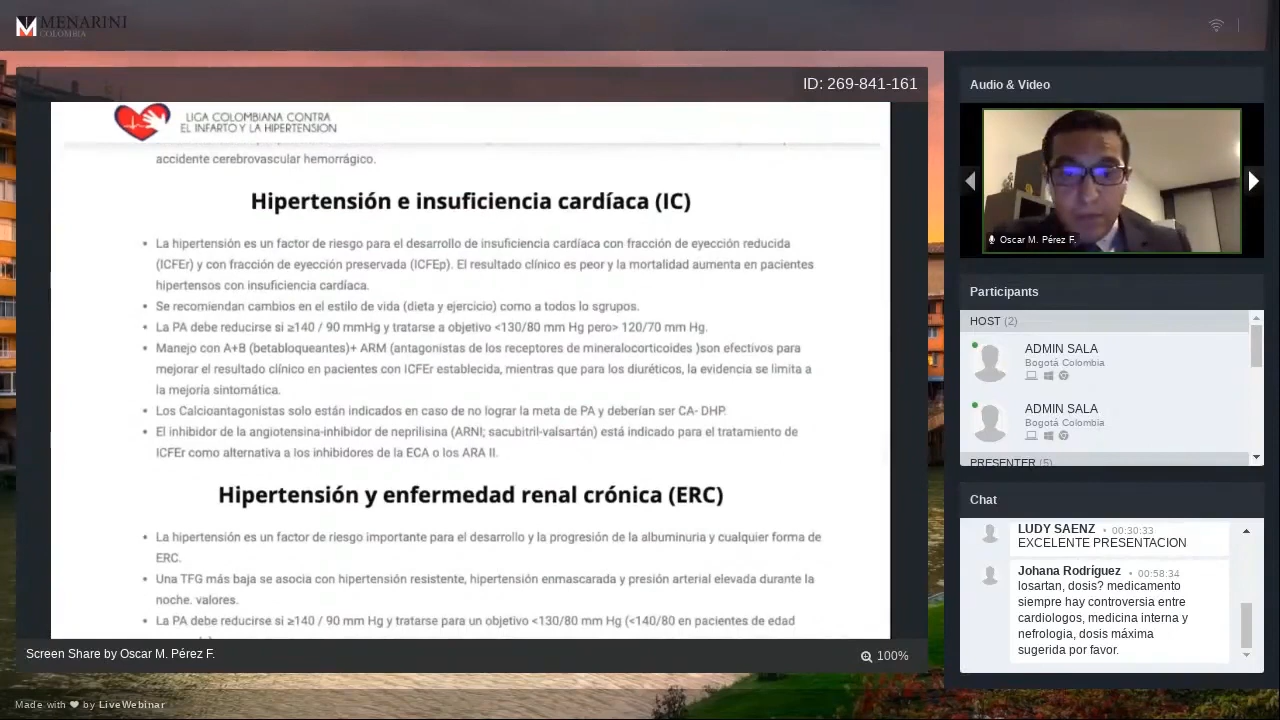 MENARINI
COLOMBIA
ID: 269-841-161
LIGA COLOMBIANA CONTRA
EL INFARTO Y LA HIPERTENSION
accidente cerebrovascular hemorrágico.
Hipertensión e insuficiencia cardíaca (IC)
• La hipertensión es un factor de riesgo para el desarrollo de insuficiencia cardíaca con fracción de eyección reducida
(ICFEr) y con fracción de eyección preservada (ICFEp). El resultado clínico es peor y la mortalidad aumenta en pacientes
hipertensos con insuficiencia cardíaca.
• Se recomiendan cambios en el estilo de vida (dieta y ejercicio) como a todos lo sgrupos.
• La PA debe reducirse si ≥140 / 90 mmHg y tratarse a objetivo <130/80 mm Hg pero> 120/70 mm Hg.
• Manejo con A+B (betabloqueantes)+ ARM (antagonistas de los receptores de mineralocorticoides )son efectivos para
mejorar el resultado clínico en pacientes con ICFEr establecida, mientras que para los diuréticos, la evidencia se limita a
la mejoría sintomática.
• Los Calcioantagonistas solo están indicados en caso de no lograr la meta de PA y deberían ser CA- DHP.
• El inhibidor de la angiotensina-inhibidor de neprilisina (ARNI; sacubitril-valsartán) está indicado para el tratamiento de
ICFEr como alternativa a los inhibidores de la ECA o los ARA II.
Hipertensión y enfermedad renal crónica (ERC)
• La hipertensión es un factor de riesgo importante para el desarrollo y la progresión de la albuminuria y cualquier forma de
ERC.
• Una TFG más baja se asocia con hipertensión resistente, hipertensión enmascarada y presión arterial elevada durante la
noche. valores.
• La PA debe reducirse si ≥140 / 90 mm Hg y tratarse para un objetivo <130/80 mm Hg (<140/80 en pacientes de edad
Screen Share by Oscar M. Pérez F.
100%
Made with ❤ by LiveWebinar
Audio & Video
Oscar M. Pérez F.
Participants
HOST (2)
ADMIN SALA
Bogotá Colombia
ADMIN SALA
Bogotá Colombia
PRESENTER (5)
Chat
LUDY SAENZ • 00:30:33
EXCELENTE PRESENTACION
Johana Rodríguez • 00:58:34
losartan, dosis? medicamento
siempre hay controversia entre
cardiologos, medicina interna y
nefrologia, dosis máxima
sugerida por favor.